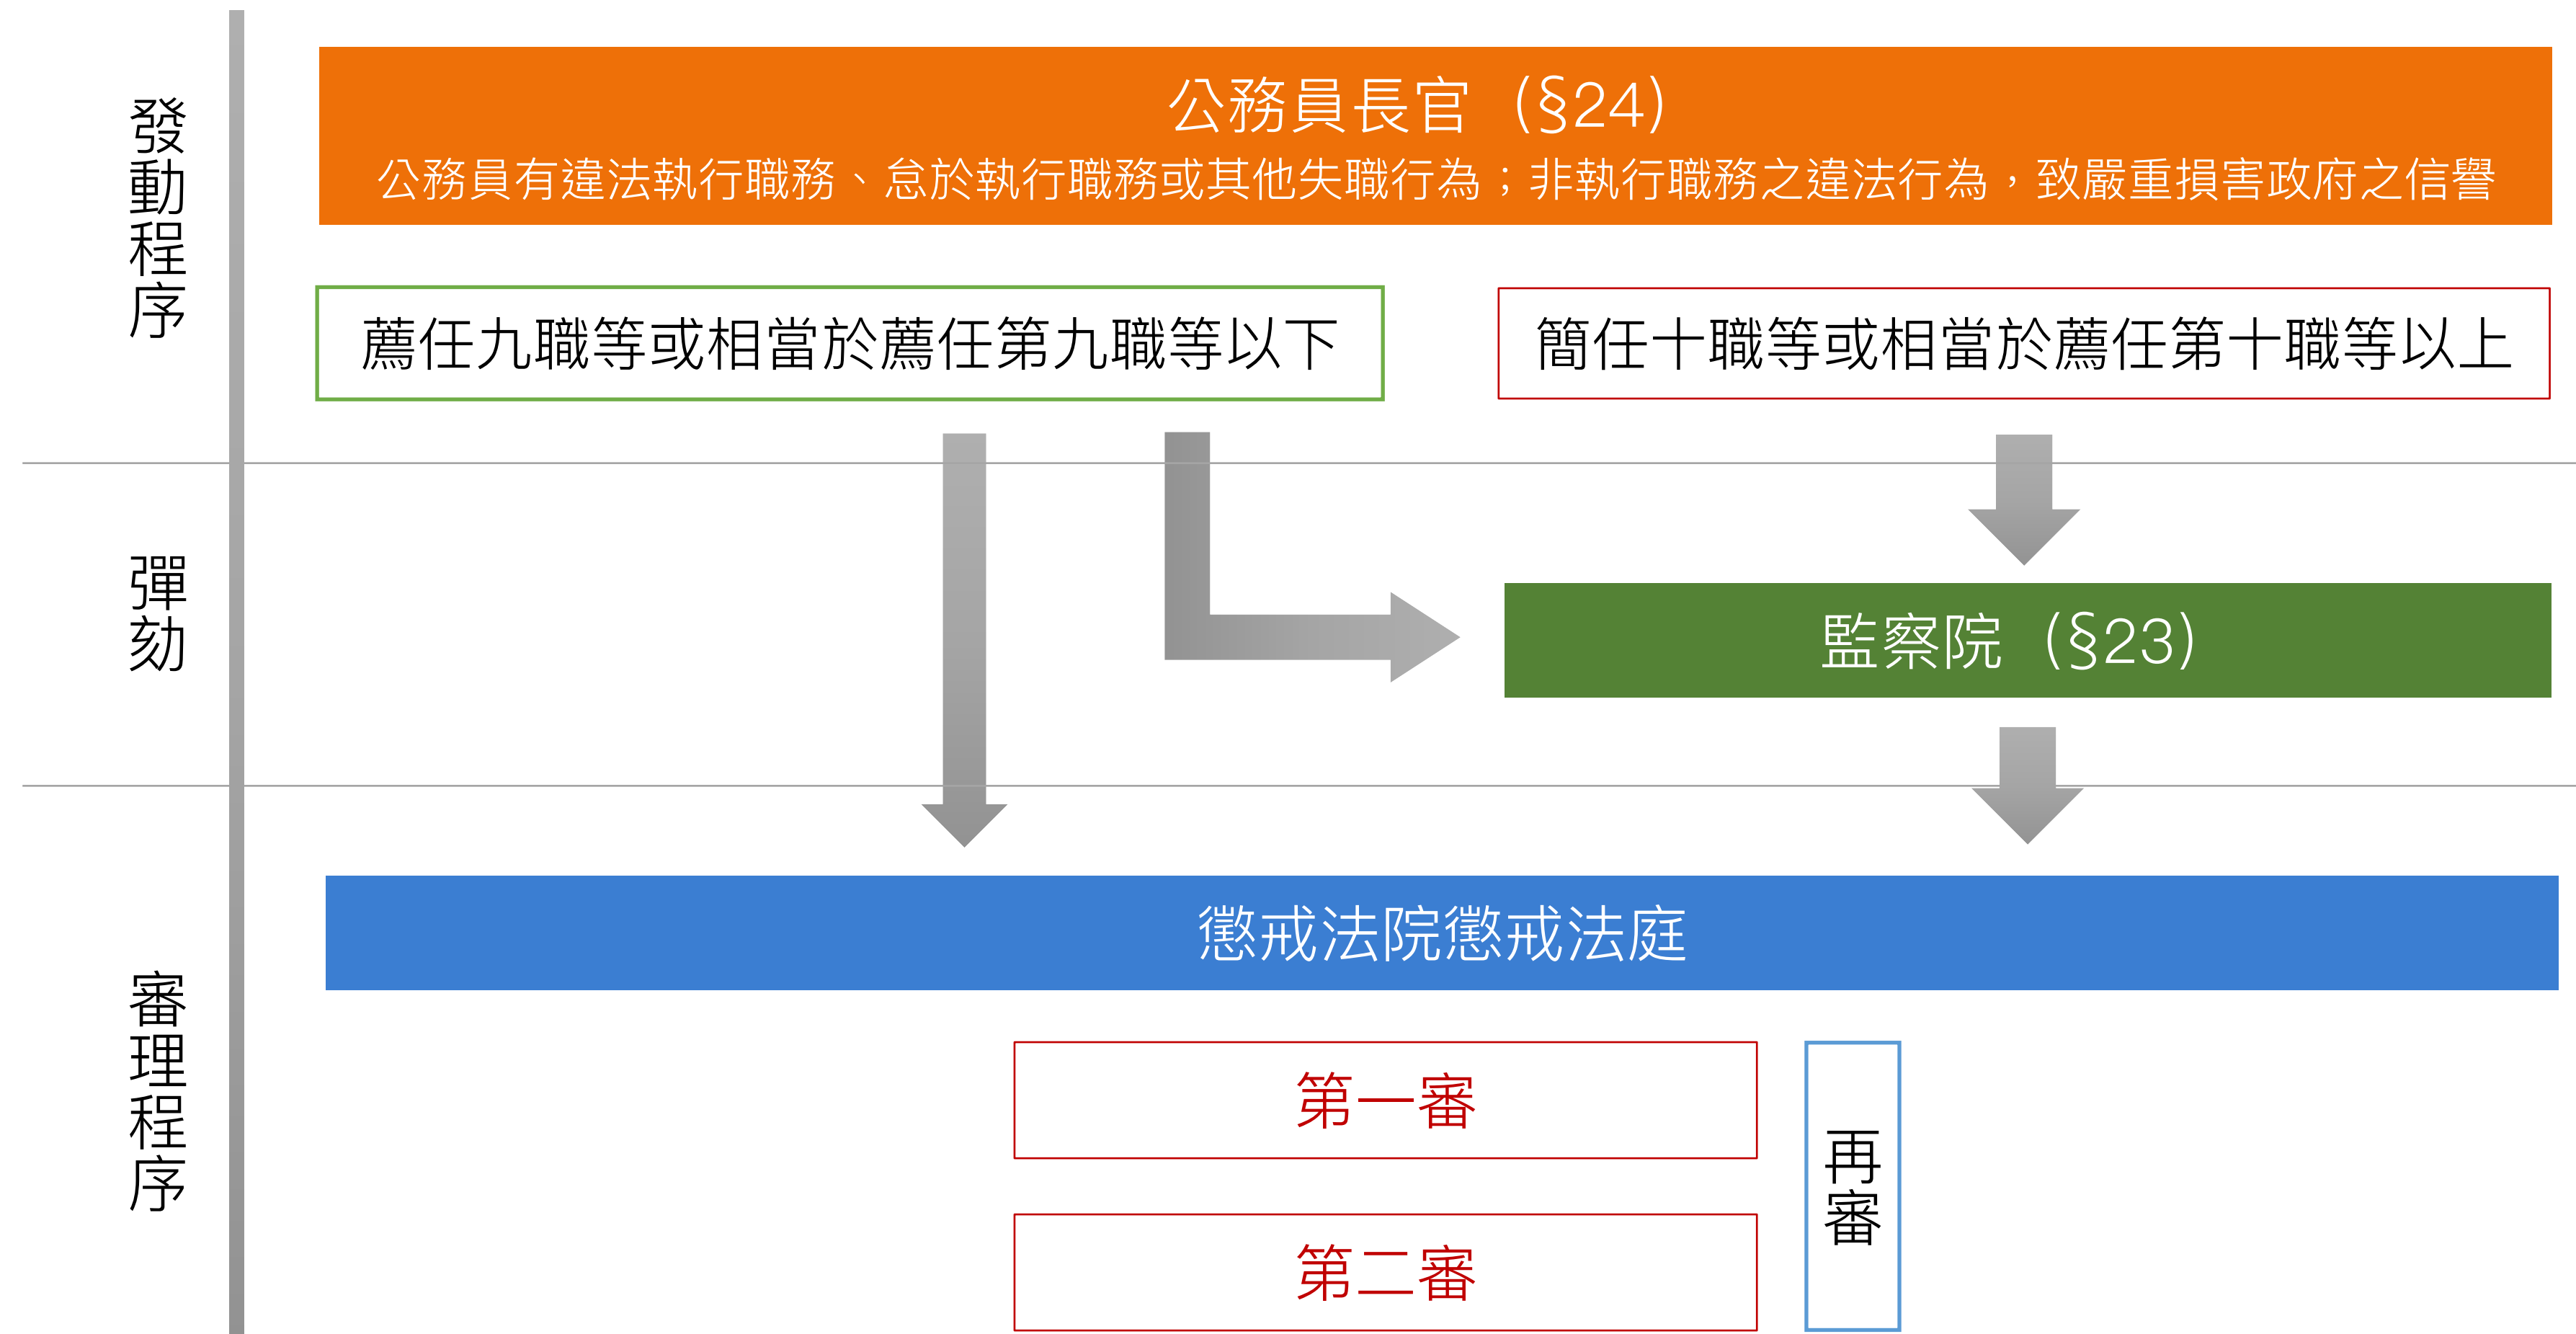 發動程序
公務員長官（§24）
公務員有違法執行職務、怠於執行職務或其他失職行為；非執行職務之違法行為，致嚴重損害政府之信譽
薦任九職等或相當於薦任第九職等以下
簡任十職等或相當於薦任第十職等以上
彈劾
監察院（§23）
審理程序
懲戒法院懲戒法庭
第一審
第二審
再審